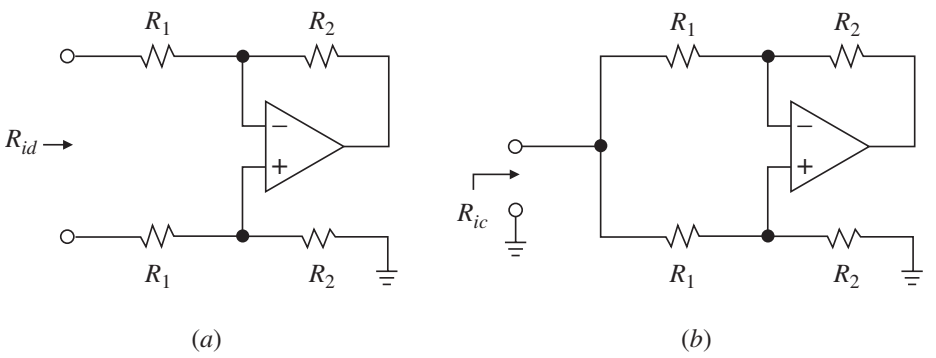 R1 R2 R1 R2
− −
Rid
+ +
Ric
R1 R2 R1 R2
(a) (b)